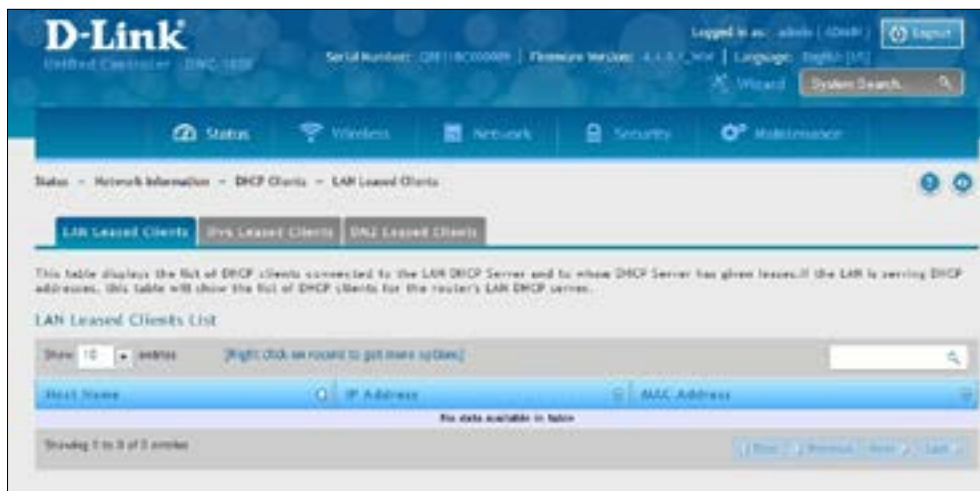 D-Link
Logged in as: admin ( ADMIN )
Logout
Unified Controller - DWC-1000
Serial Number: | Firmware Version: | Language: English [US]
Wizard
System Search.
Status
Wireless
Network
Security
Maintenance
Status Network Information DHCP Clients LAN Leased Clients
LAN Leased Clients
IPv6 Leased Clients
DMZ Leased Clients
This table displays the list of DHCP clients connected to the LAN DHCP Server and to whom DHCP Server has given leases.If the LAN is serving DHCP
addresses, this table will show the list of DHCP clients for the router's LAN DHCP server.
LAN Leased Clients List
Show 10 entries
[Right click on record to get more options]
Host Name
IP Address
MAC Address
No data available in table
Showing 0 to 0 of 0 entries
First
Previous
Next
Last